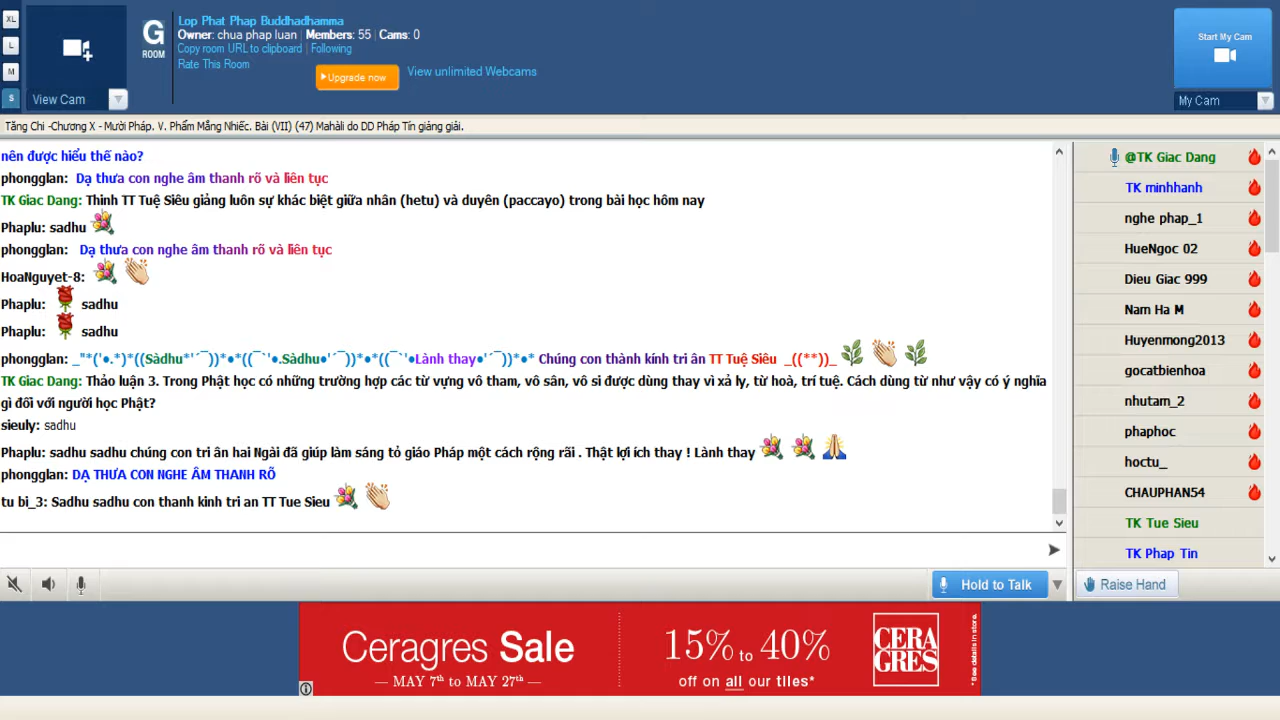 XL
L
M
S
View Cam
G
ROOM
Lop Phat Phap Buddhadhamma
Owner: chua phap luan | Members: 55 | Cams: 0
Copy room URL to clipboard | Following
Rate This Room
Upgrade now
View unlimited Webcams
Start My Cam
My Cam
Tăng Chi -Chương X - Mười Pháp. V. Phẩm Mắng Nhiếc. Bài (VII) (47) Mahàli do DD Pháp Tín giảng giải.
nên được hiểu thế nào?
phongglan: Dạ thưa con nghe âm thanh rõ và liên tục
TK Giac Dang: Thỉnh TT Tuệ Siêu giảng luôn sự khác biệt giữa nhân (hetu) và duyên (paccayo) trong bài học hôm nay
Phaplu: sadhu
phongglan: Dạ thưa con nghe âm thanh rõ và liên tục
HoaNguyet-8:
Phaplu: sadhu
Phaplu: sadhu
phongglan: _"*('•.*)*((Sàdhu*'´¯))*•*((¯`'•.Sàdhu•'´¯))*•*((¯`'•Lành thay•'´¯))*•* Chúng con thành kính tri ân TT Tuệ Siêu _((**))_
TK Giac Dang: Thảo luận 3. Trong Phật học có những trường hợp các từ vựng vô tham, vô sân, vô si được dùng thay vì xả ly, từ hoà, trí tuệ. Cách dùng từ như vậy có ý nghĩa
gì đối với người học Phật?
sieuly: sadhu
Phaplu: sadhu sadhu chúng con tri ân hai Ngài đã giúp làm sáng tỏ giáo Pháp một cách rộng rãi . Thật lợi ích thay ! Lành thay
phongglan: DẠ THƯA CON NGHE ÂM THANH RÕ
tu bi_3: Sadhu sadhu con thanh kinh tri an TT Tue Sieu
@TK Giac Dang
TK minhhanh
nghe phap_1
HueNgoc 02
Dieu Giac 999
Nam Ha M
Huyenmong2013
gocatbienhoa
nhutam_2
phaphoc
hoctu_
CHAUPHAN54
TK Tue Sieu
TK Phap Tin
Hold to Talk
Raise Hand
Ceragres Sale
— MAY 7th to MAY 27th —
15% to 40%
off on all our tiles*
CERA
GRES
*See details in store.